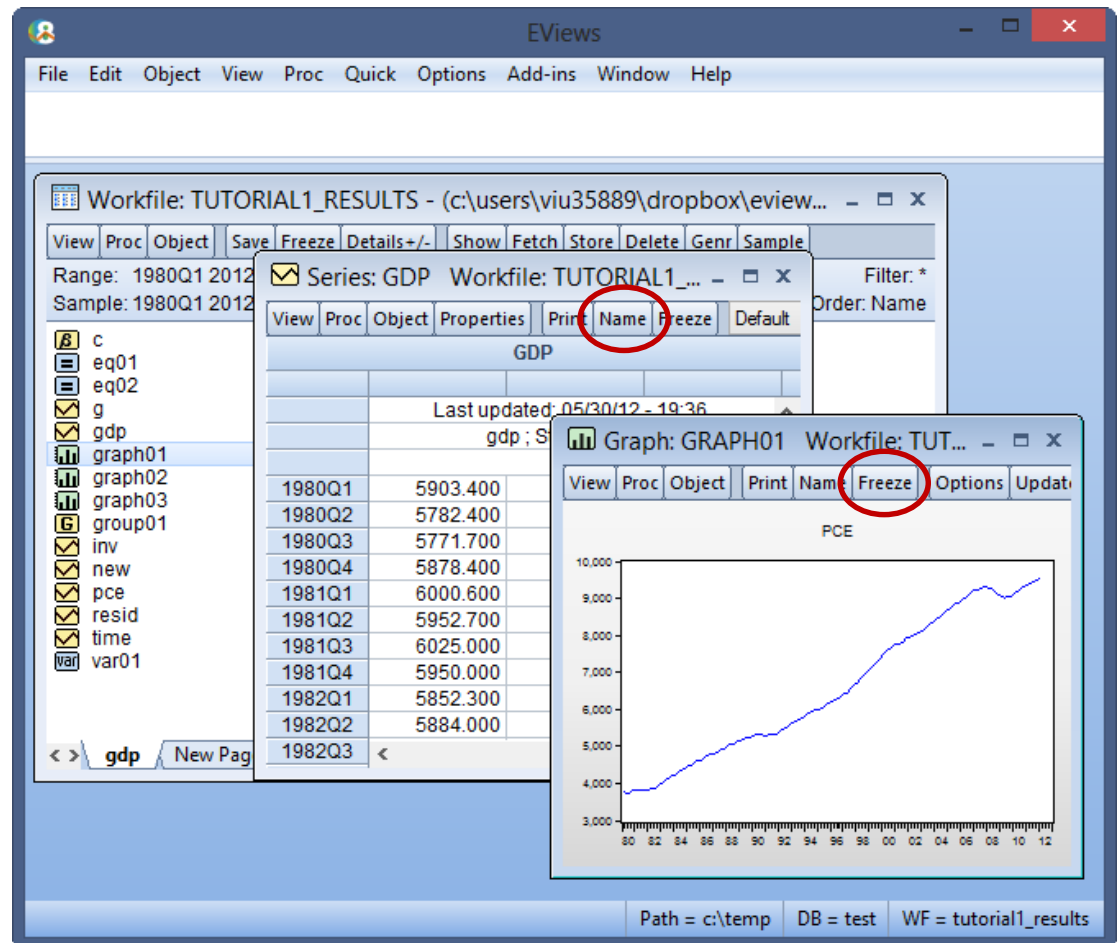 EViews
File Edit Object View Proc Quick Options Add-ins Window Help
Workfile: TUTORIAL1_RESULTS - (c:\users\viu35889\dropbox\eview...
View Proc Object Save Freeze Details+/- Show Fetch Store Delete Genr Sample
Range: 1980Q1 2012
Filter: *
Sample: 1980Q1 2012
Order: Name
c
eq01
eq02
g
gdp
graph01
graph02
graph03
G group01
inv
new
pce
resid
time
var var01
< > gdp New Pag
Series: GDP Workfile: TUTORIAL1_...
View Proc Object Properties Print Name Freeze Default
GDP
Last updated: 05/30/12 - 19:36
gdp ; S
1980Q1 5903.400
1980Q2 5782.400
1980Q3 5771.700
1980Q4 5878.400
1981Q1 6000.600
1981Q2 5952.700
1981Q3 6025.000
1981Q4 5950.000
1982Q1 5852.300
1982Q2 5884.000
1982Q3
Graph: GRAPH01 Workfile: TUT...
View Proc Object Print Name Freeze Options Updat
PCE
10,000
9,000
8,000
7,000
6,000
5,000
4,000
3,000
80 82 84 86 88 90 92 94 96 98 00 02 04 06 08 10 12
Path = c:\temp DB = test WF = tutorial1_results